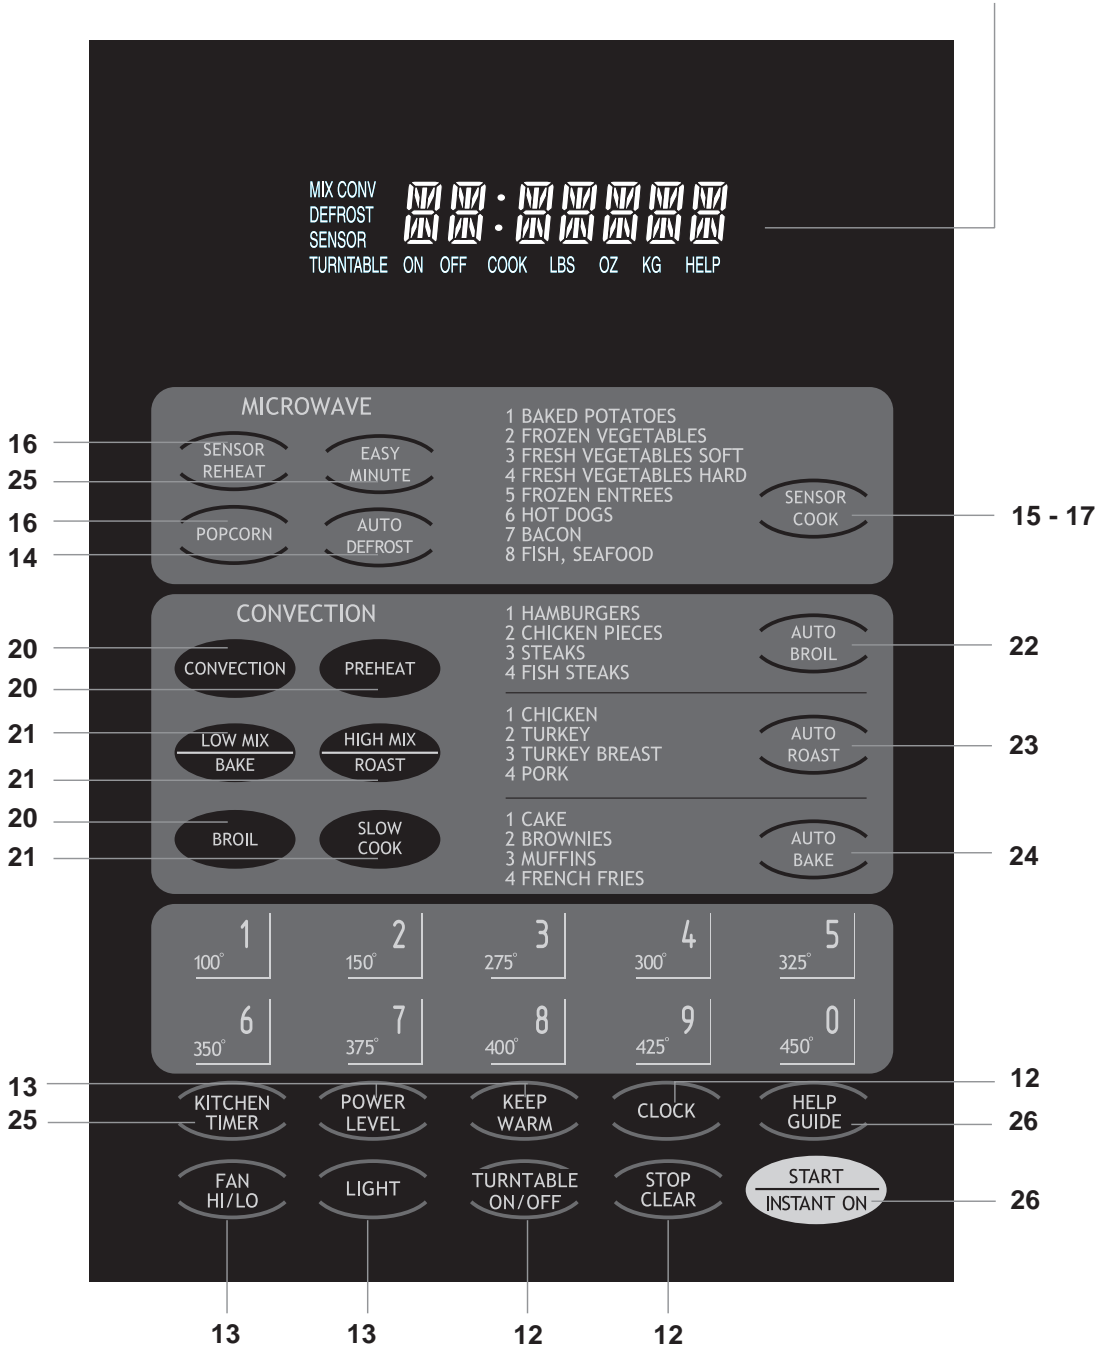 MIX CONV
DEFROST
SENSOR
TURNTABLE ON OFF COOK LBS OZ KG HELP
MICROWAVE
16
SENSOR
REHEAT
25
EASY
MINUTE
16
POPCORN
14
AUTO
DEFROST
1 BAKED POTATOES
2 FROZEN VEGETABLES
3 FRESH VEGETABLES SOFT
4 FRESH VEGETABLES HARD
5 FROZEN ENTREES
6 HOT DOGS
7 BACON
8 FISH, SEAFOOD
SENSOR
COOK
15 - 17
CONVECTION
20
CONVECTION
20
PREHEAT
21
LOW MIX
BAKE
21
HIGH MIX
ROAST
20
BROIL
21
SLOW
COOK
1 HAMBURGERS
2 CHICKEN PIECES
3 STEAKS
4 FISH STEAKS
AUTO
BROIL
22
1 CHICKEN
2 TURKEY
3 TURKEY BREAST
4 PORK
AUTO
ROAST
23
1 CAKE
2 BROWNIES
3 MUFFINS
4 FRENCH FRIES
AUTO
BAKE
24
1 2 3 4 5
100° 150° 275° 300° 325°
6 7 8 9 0
350° 375° 400° 425° 450°
13
25
KITCHEN
TIMER
POWER
LEVEL
KEEP
WARM
CLOCK
HELP
GUIDE
12
26
FAN
HI/LO
LIGHT
TURNTABLE
ON/OFF
STOP
CLEAR
START
INSTANT ON
26
13 13 12 12